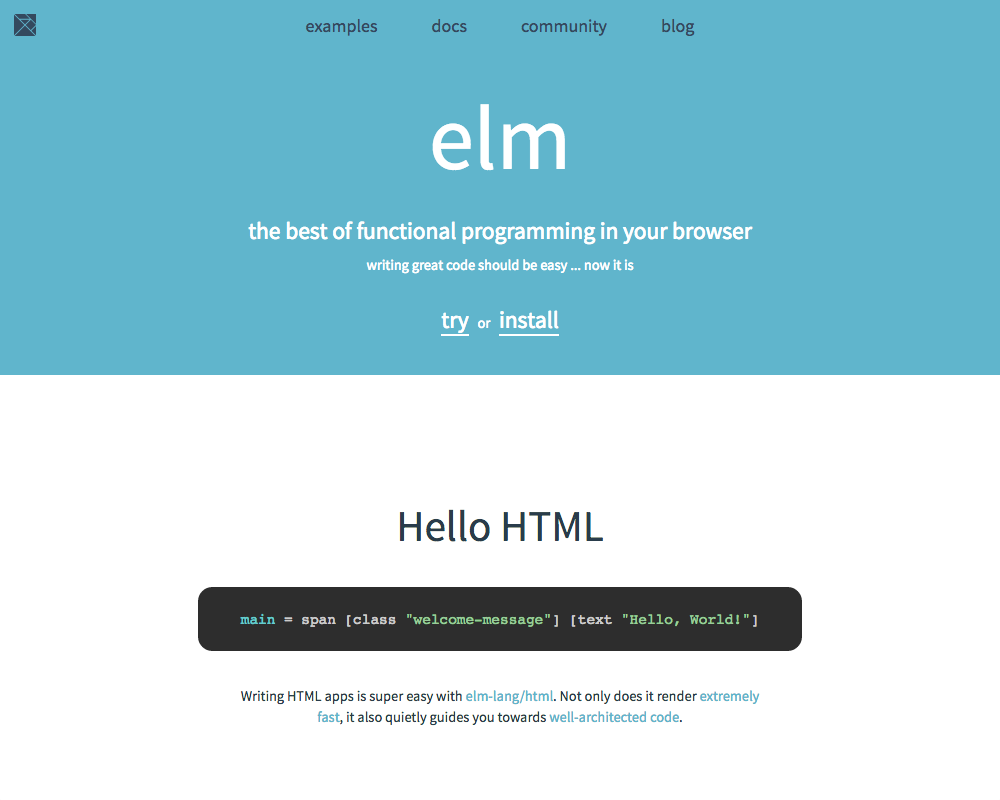 examples docs community blog
elm
the best of functional programming in your browser
writing great code should be easy ... now it is
try or install
Hello HTML
main = span [class "welcome-message"] [text "Hello, World!"]
Writing HTML apps is super easy with elm-lang/html. Not only does it render extremely
fast, it also quietly guides you towards well-architected code.